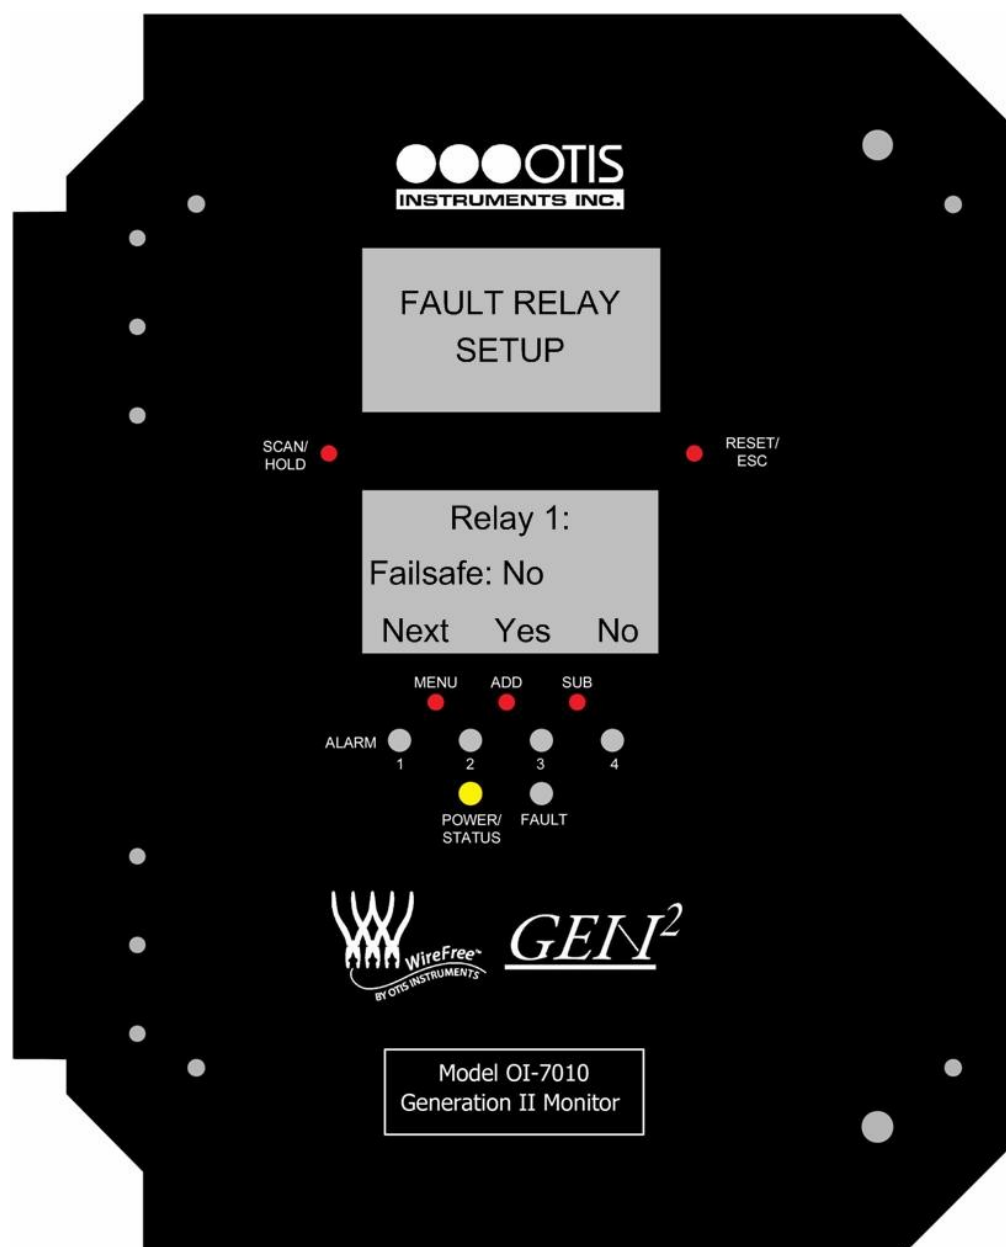 OTIS
INSTRUMENTS INC.
FAULT RELAY
SETUP
SCAN/
HOLD
RESET/
ESC
Relay 1:
Failsafe: No
Next Yes No
MENU ADD SUB
ALARM
1 2 3 4
POWER/
STATUS
FAULT
WireFree™
BY OTIS INSTRUMENTS
GEN²
Model OI-7010
Generation II Monitor